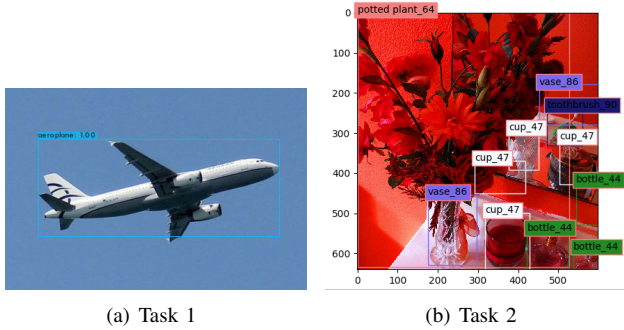 aeroplane: 1.00
(a) Task 1
0
100
200
300
400
500
600
potted plant_64
vase_86
toothbrush_90
cup_47
cup_47
cup_47
bottle_44
vase_86
cup_47
bottle_44
bottle_44
0 100 200 300 400 500
(b) Task 2